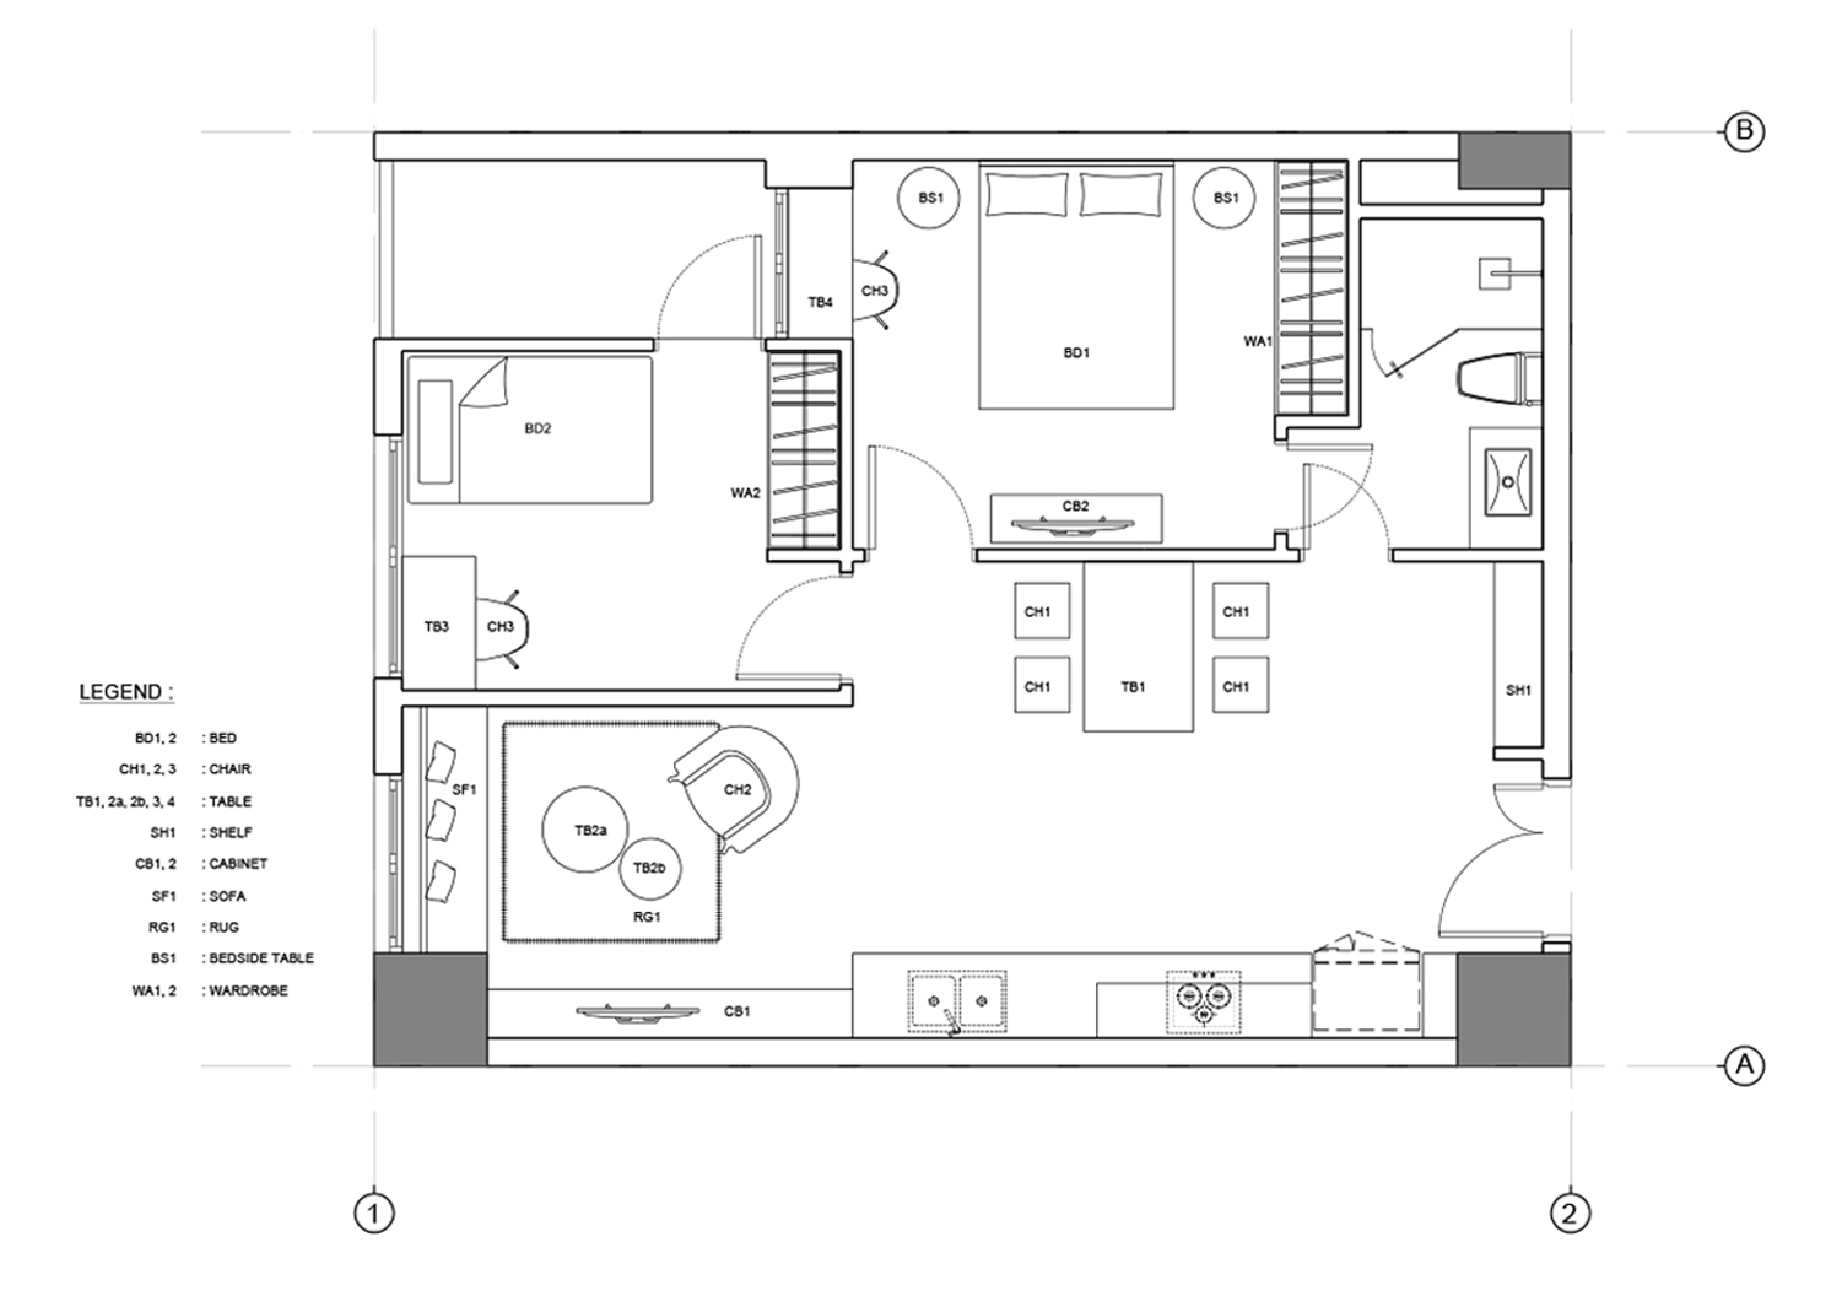 B
BS1
BS1
TB4
CH3
WA1
BD1
BD2
WA2
CB2
TB3
CH3
CH1
CH1
CH1
TB1
CH1
SH1
SF1
CH2
TB2a
TB2b
RG1
CB1
LEGEND :
BD1, 2 : BED
CH1, 2, 3 : CHAIR
TB1, 2a, 2b, 3, 4 : TABLE
SH1 : SHELF
CB1, 2 : CABINET
SF1 : SOFA
RG1 : RUG
BS1 : BEDSIDE TABLE
WA1, 2 : WARDROBE
A
1
2